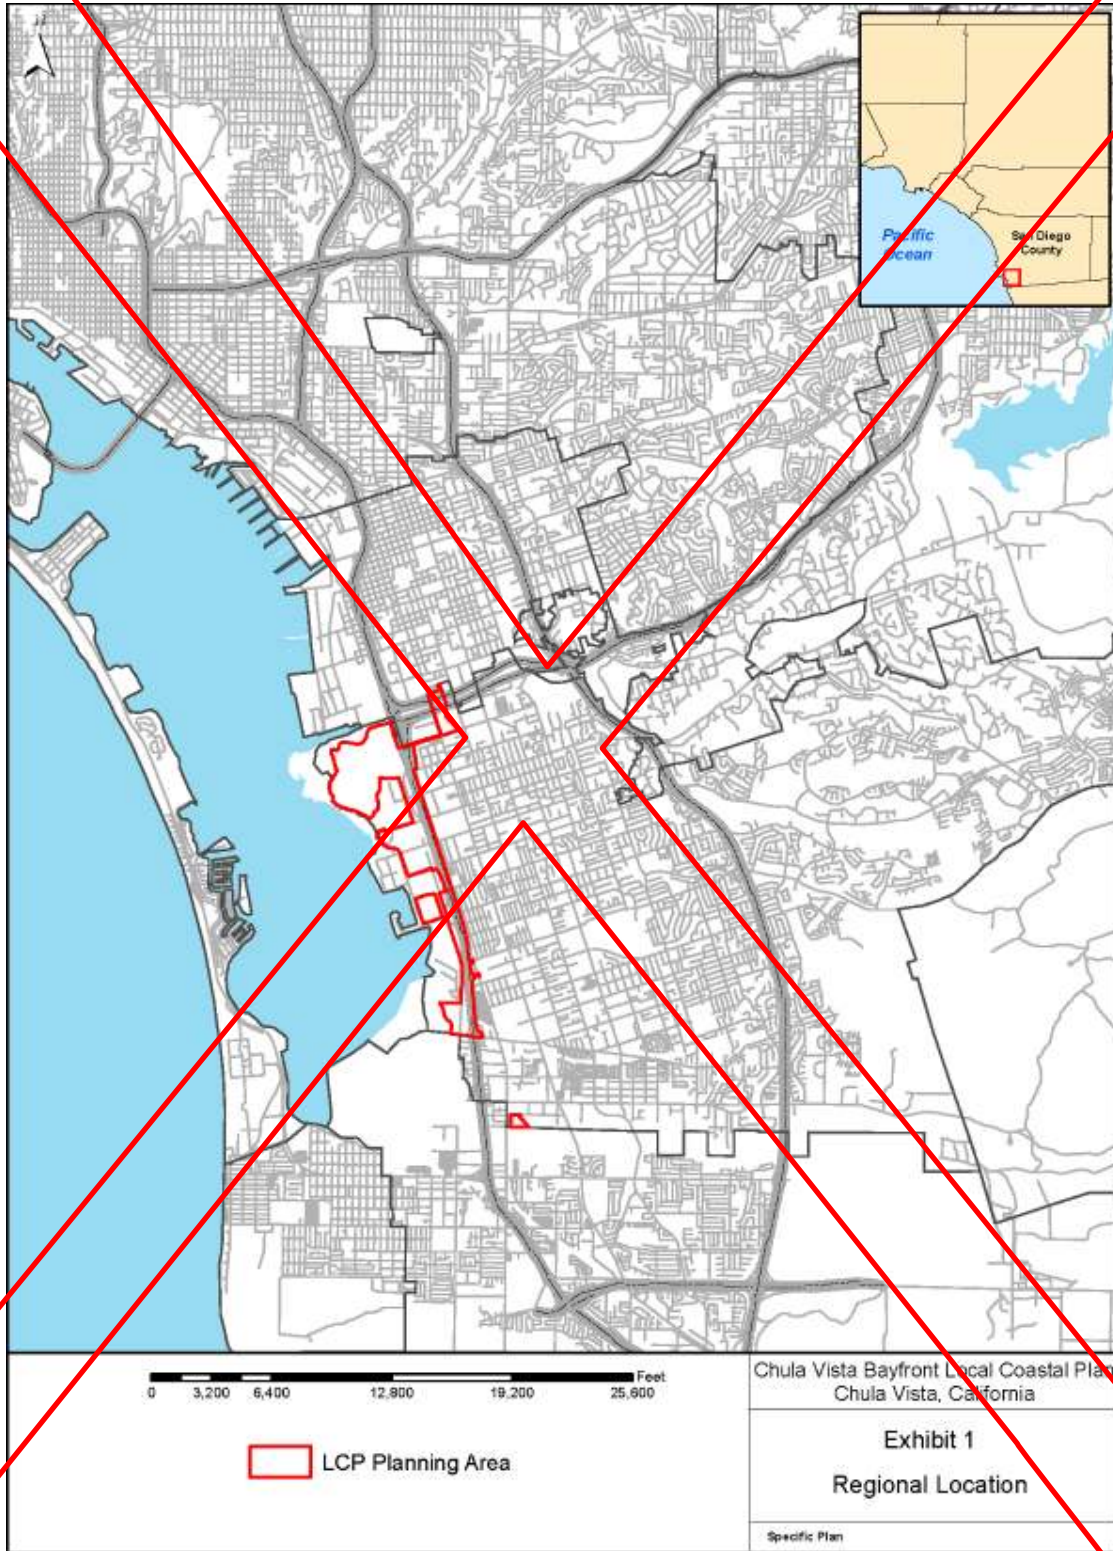 Pacific
Ocean
San Diego
County
Feet
0 3,200 6,400 12,800 19,200 25,600
LCP Planning Area
Chula Vista Bayfront Local Coastal Plan
Chula Vista, California
Exhibit 1
Regional Location
Specific Plan